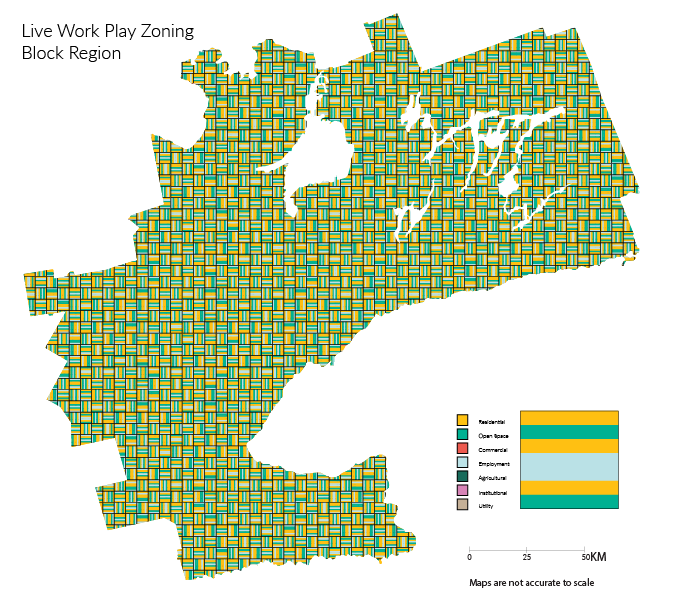 Live Work Play Zoning
Block Region
Residential
Open Space
Commercial
Employment
Agricultural
Institutional
Utility
0 25 50KM
Maps are not accurate to scale